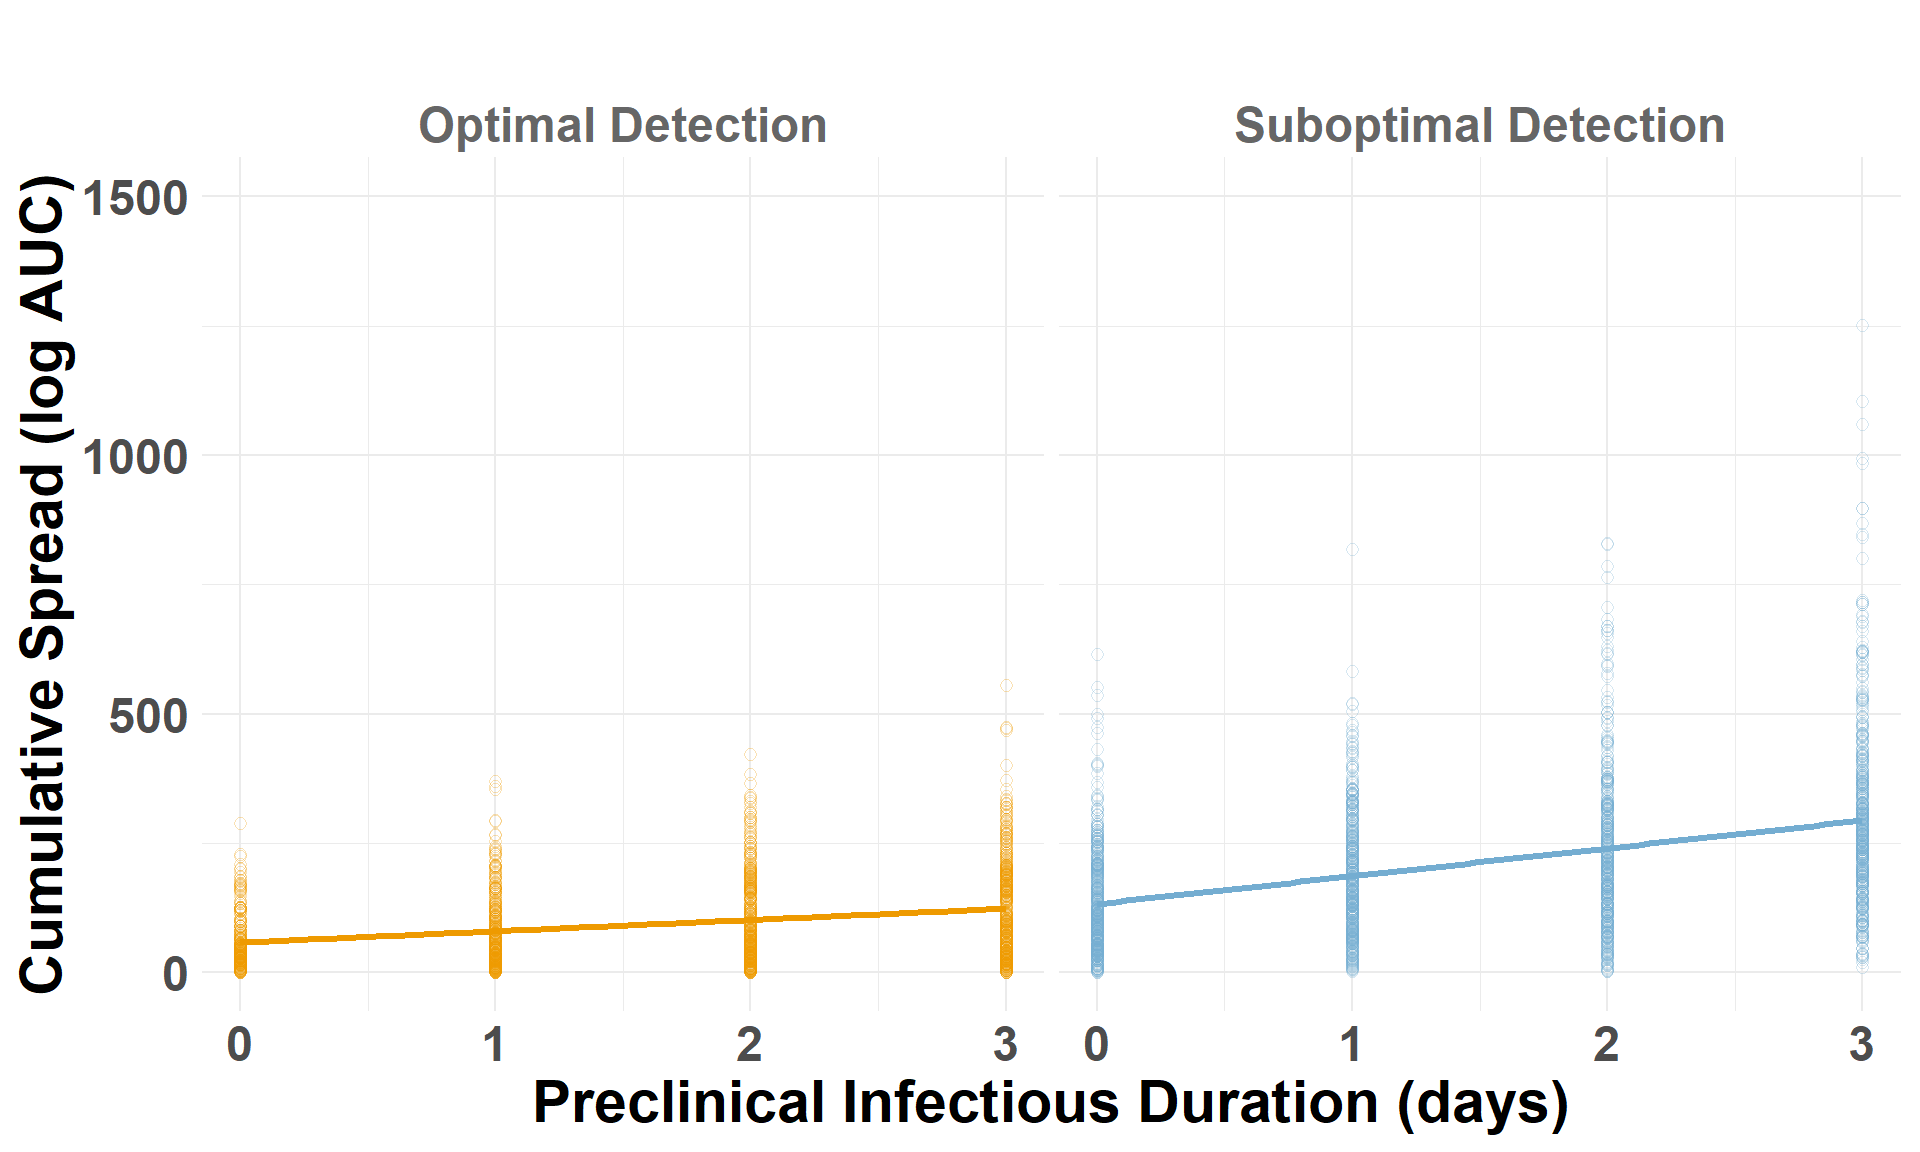 Optimal Detection
Suboptimal Detection
Cumulative Spread (log AUC)
1500
1000
500
0
0 1 2 3
0 1 2 3
Preclinical Infectious Duration (days)